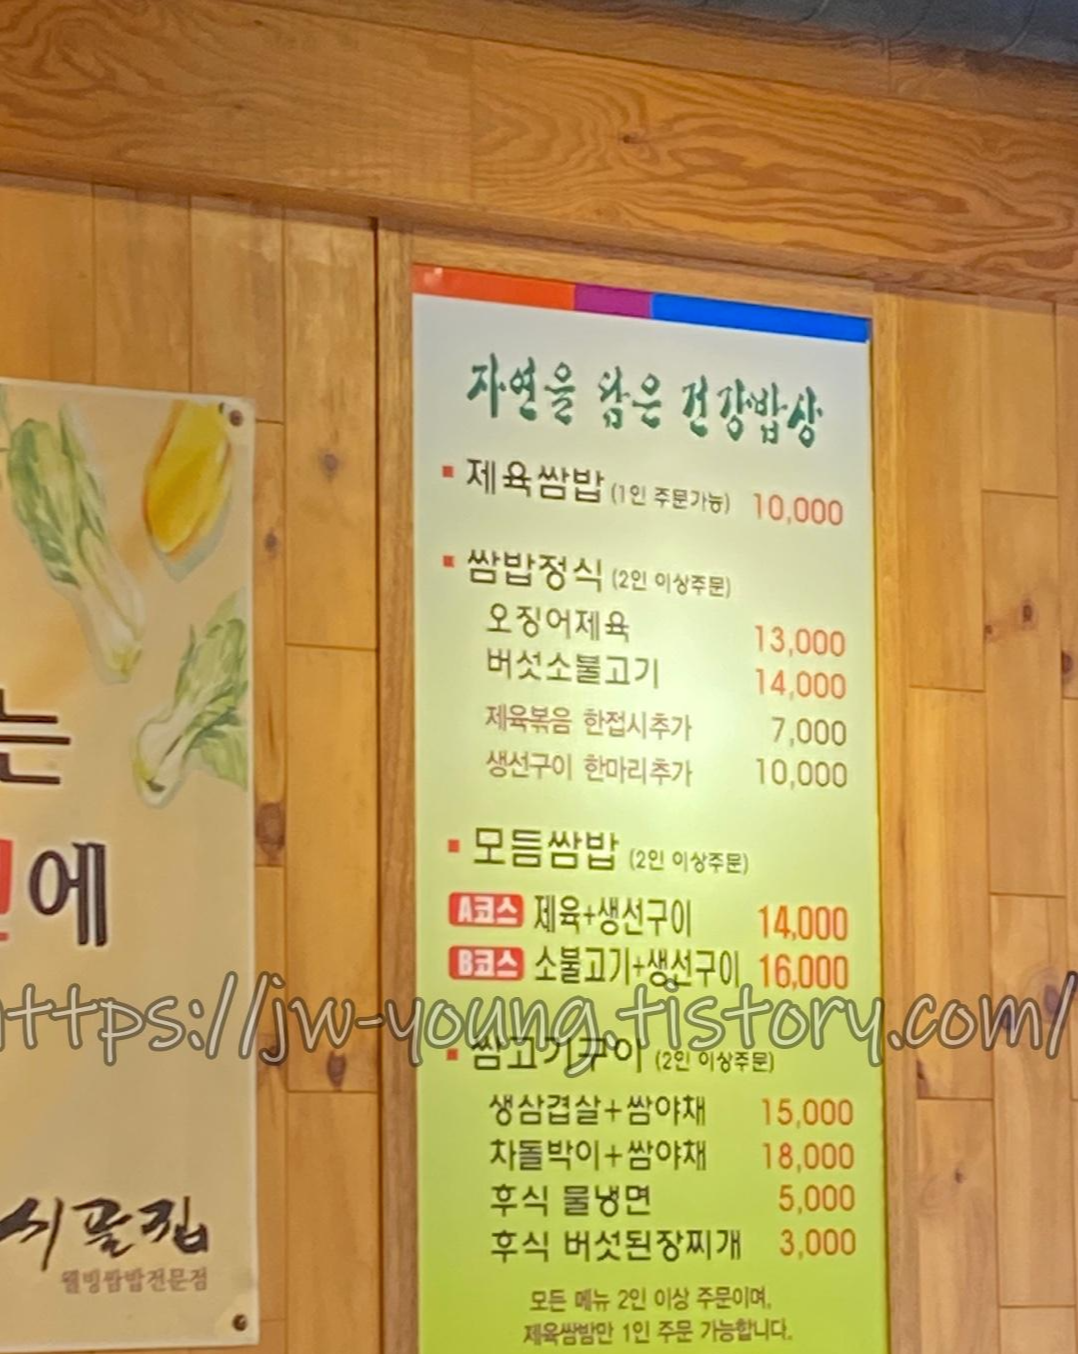 자연을 담은 건강밥상
제육쌈밥 (1인 주문가능) 10,000
쌈밥정식 (2인 이상주문)
오징어제육 13,000
버섯소불고기 14,000
제육볶음 한접시추가 7,000
생선구이 한마리추가 10,000
모듬쌈밥 (2인 이상주문)
A코스 제육+생선구이 14,000
B코스 소불고기+생선구이 16,000
쌈고기구이 (2인 이상주문)
생삼겹살+쌈야채 15,000
차돌박이+쌈야채 18,000
후식 물냉면 5,000
후식 버섯된장찌개 3,000
모든 메뉴 2인 이상 주문이며,
제육쌈밥만 1인 주문 가능합니다.
는
에
시골집
웰빙쌈밥전문점
https://jw-young.tistory.com/